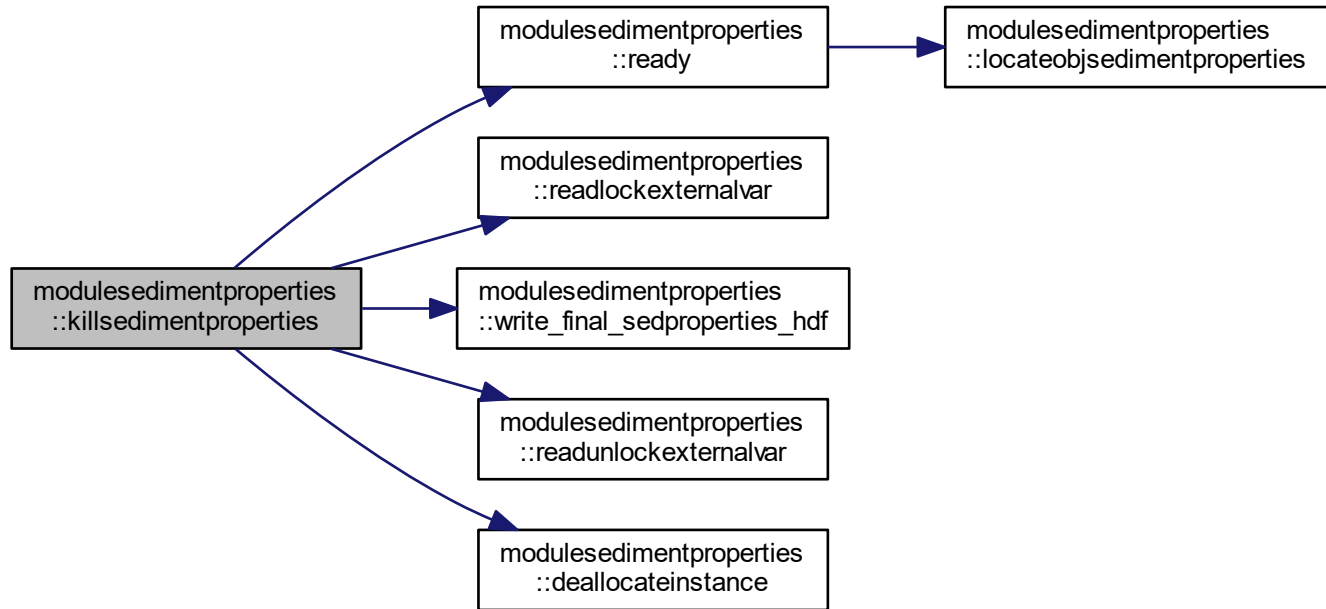 modulesedimentproperties
::killsedimentproperties
modulesedimentproperties
::ready
modulesedimentproperties
::locateobjsedimentproperties
modulesedimentproperties
::readlockexternalvar
modulesedimentproperties
::write_final_sedproperties_hdf
modulesedimentproperties
::readunlockexternalvar
modulesedimentproperties
::deallocateinstance